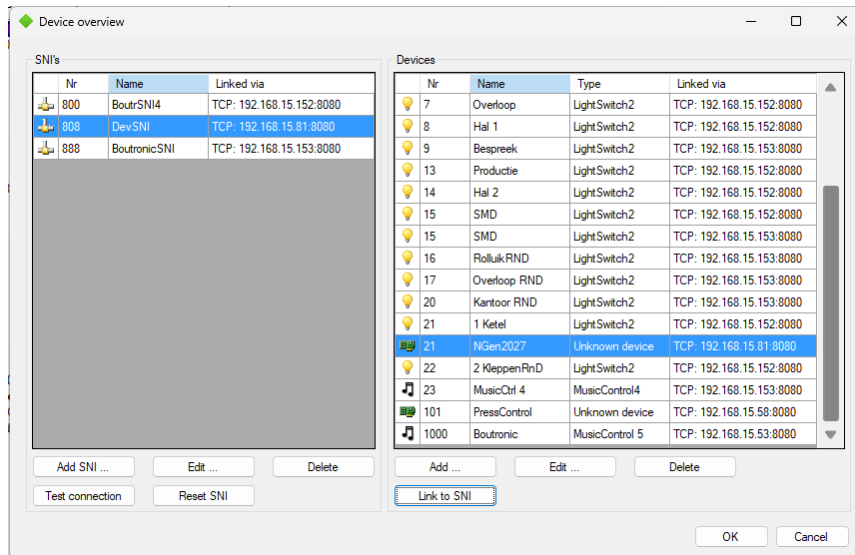 Device overview
SNI's
Nr Name Linked via
800 BoutrSNI4 TCP: 192.168.15.152:8080
808 DevSNI TCP: 192.168.15.81:8080
888 BoutronicSNI TCP: 192.168.15.153:8080
Add SNI ... Edit ... Delete
Test connection Reset SNI
Devices
Nr Name Type Linked via
7 Overloop LightSwitch2 TCP: 192.168.15.152:8080
8 Hal 1 LightSwitch2 TCP: 192.168.15.152:8080
9 Bespreek LightSwitch2 TCP: 192.168.15.153:8080
13 Productie LightSwitch2 TCP: 192.168.15.152:8080
14 Hal 2 LightSwitch2 TCP: 192.168.15.152:8080
15 SMD LightSwitch2 TCP: 192.168.15.152:8080
15 SMD LightSwitch2 TCP: 192.168.15.153:8080
16 RolluikRND LightSwitch2 TCP: 192.168.15.153:8080
17 Overloop RND LightSwitch2 TCP: 192.168.15.153:8080
20 Kantoor RND LightSwitch2 TCP: 192.168.15.153:8080
21 1 Ketel LightSwitch2 TCP: 192.168.15.152:8080
21 NGen2027 Unknown device TCP: 192.168.15.81:8080
22 2 KleppenRnD LightSwitch2 TCP: 192.168.15.152:8080
23 MusicCtrl 4 MusicControl4 TCP: 192.168.15.153:8080
101 PressControl Unknown device TCP: 192.168.15.58:8080
1000 Boutronic MusicControl 5 TCP: 192.168.15.53:8080
Add ... Edit ... Delete
Link to SNI
OK Cancel